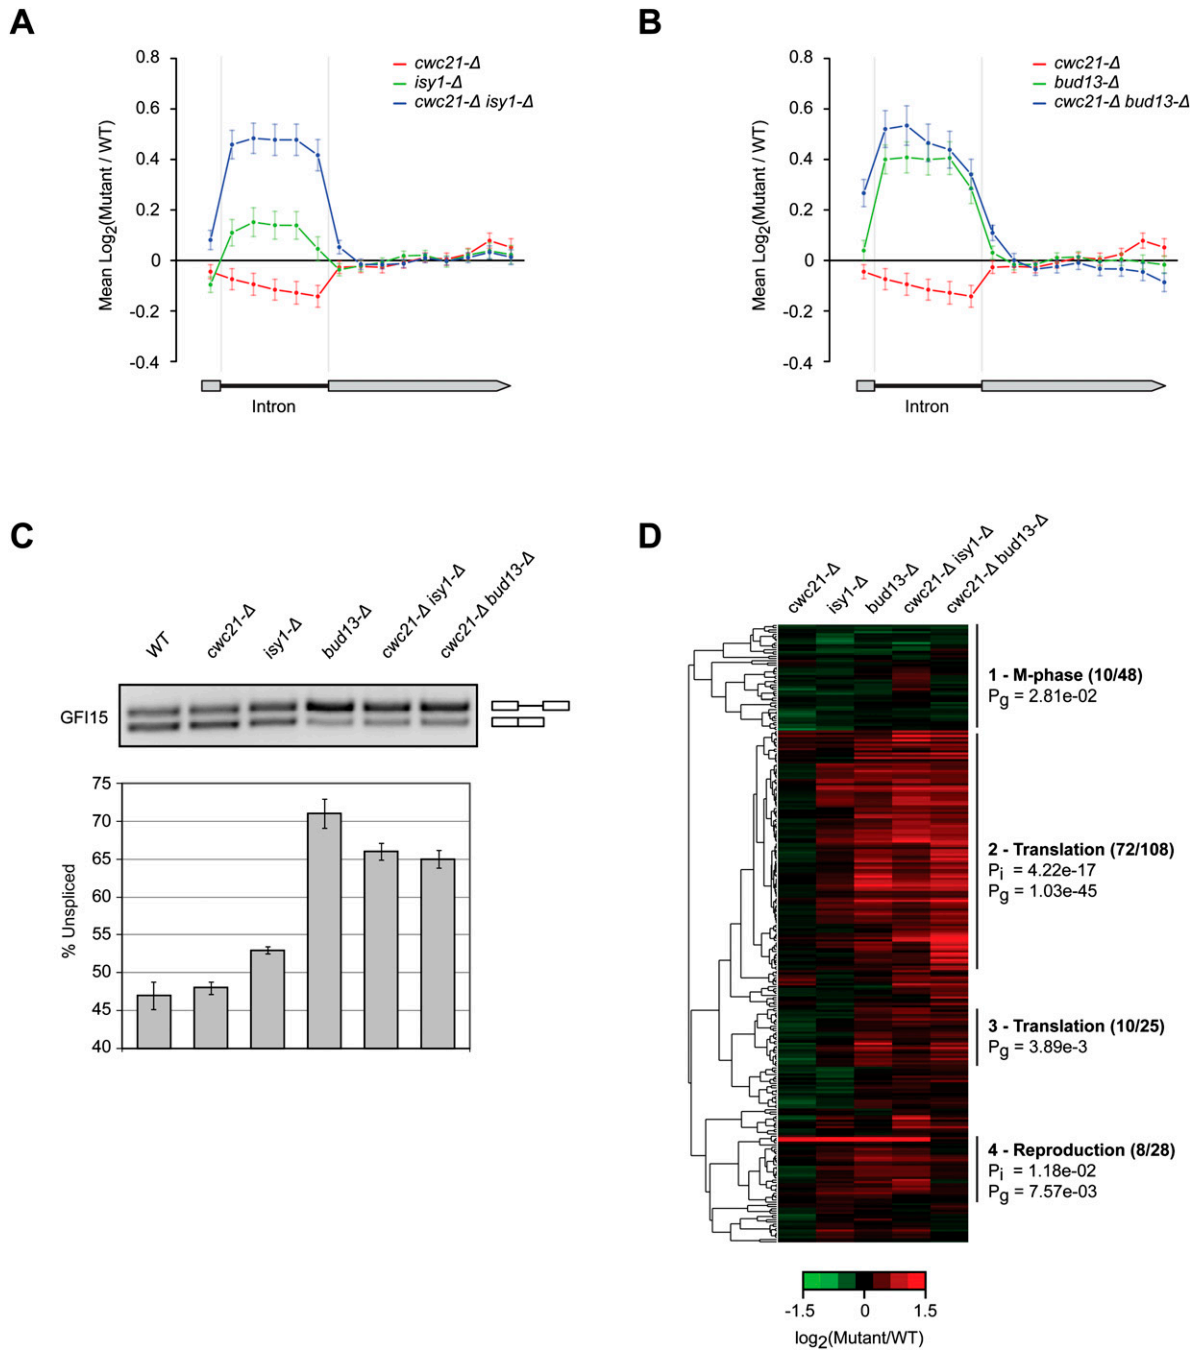 A
0.8
0.6
0.4
0.2
0
-0.2
-0.4
Mean Log2(Mutant / WT)
cwc21-Δ
isy1-Δ
cwc21-Δ isy1-Δ
Intron
B
0.8
0.6
0.4
0.2
0
-0.2
-0.4
Mean Log2(Mutant / WT)
cwc21-Δ
bud13-Δ
cwc21-Δ bud13-Δ
Intron
C
WT
cwc21-Δ
isy1-Δ
bud13-Δ
cwc21-Δ isy1-Δ
cwc21-Δ bud13-Δ
GFI15
75
70
65
60
55
50
45
40
% Unspliced
D
cwc21-Δ
isy1-Δ
bud13-Δ
cwc21-Δ isy1-Δ
cwc21-Δ bud13-Δ
1 - M-phase (10/48)
Pg = 2.81e-02
2 - Translation (72/108)
Pi = 4.22e-17
Pg = 1.03e-45
3 - Translation (10/25)
Pg = 3.89e-3
4 - Reproduction (8/28)
Pi = 1.18e-02
Pg = 7.57e-03
-1.5 0 1.5
log2(Mutant/WT)